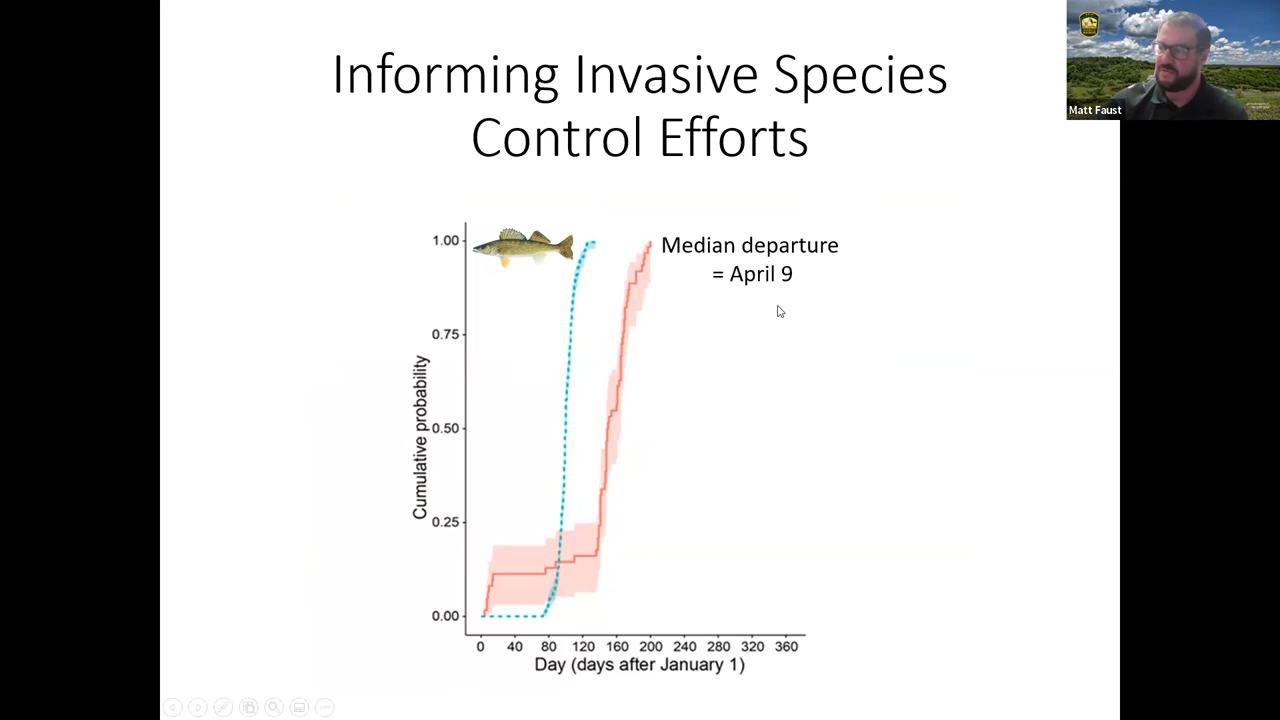 Informing Invasive Species
Control Efforts
Matt Faust
Median departure
= April 9
Cumulative probability
1.00
0.75
0.50
0.25
0.00
0 40 80 120 160 200 240 280 320 360
Day (days after January 1)